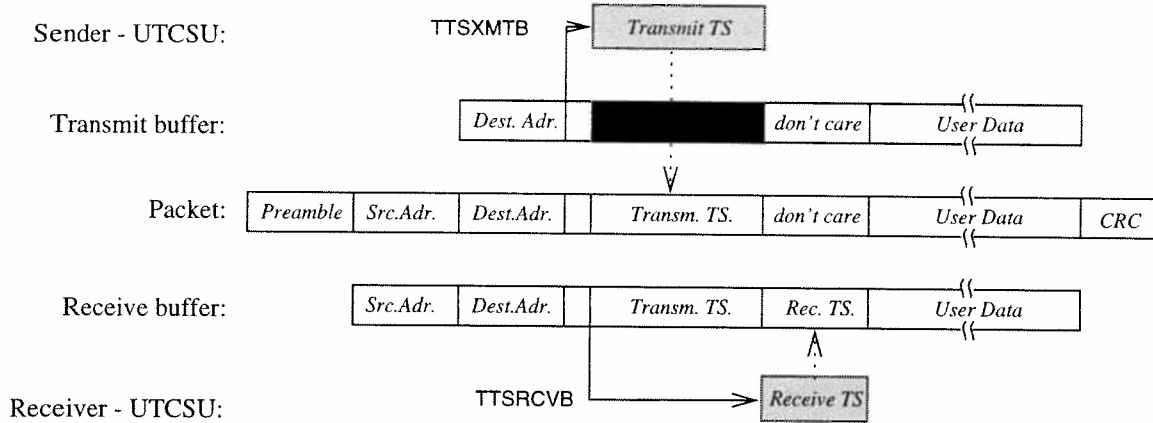 Sender - UTCSU: TTSXMTB Transmit TS
Transmit buffer: Dest. Adr. don't care User Data
Packet: Preamble Src.Adr. Dest.Adr. Transm. TS. don't care User Data CRC
Receive buffer: Src.Adr. Dest.Adr. Transm. TS. Rec. TS. User Data
Receiver - UTCSU: TTSRCVB Receive TS